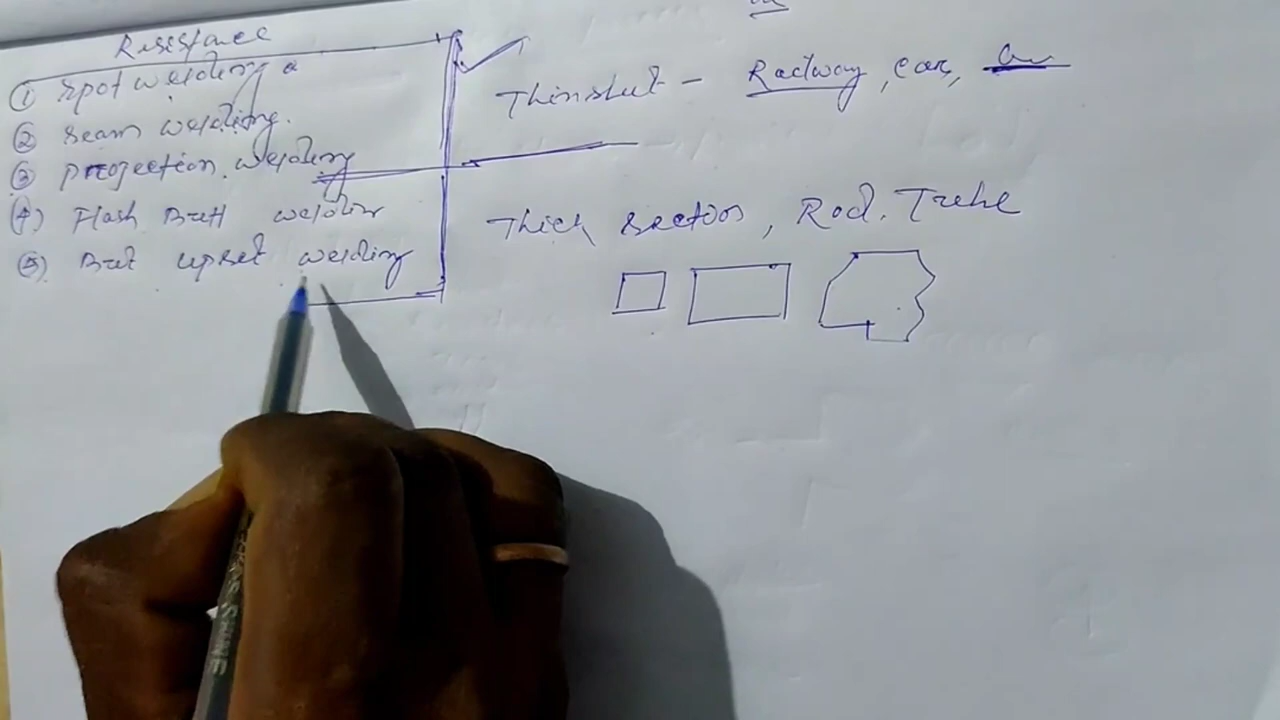 Resistance
① Spot welding
② Seam welding.
③ Projection welding
(4) Flash Butt welding
(5) But upset welding
Thin sheet - Railway, car,
Thick section, Rod, Tube